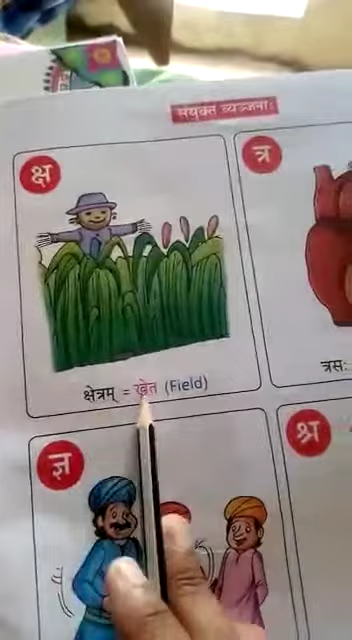 संयुक्त व्यञ्जनाः
क्ष
त्र
क्षेत्रम् = खेत (Field)
त्रसः
ज्ञ
श्र